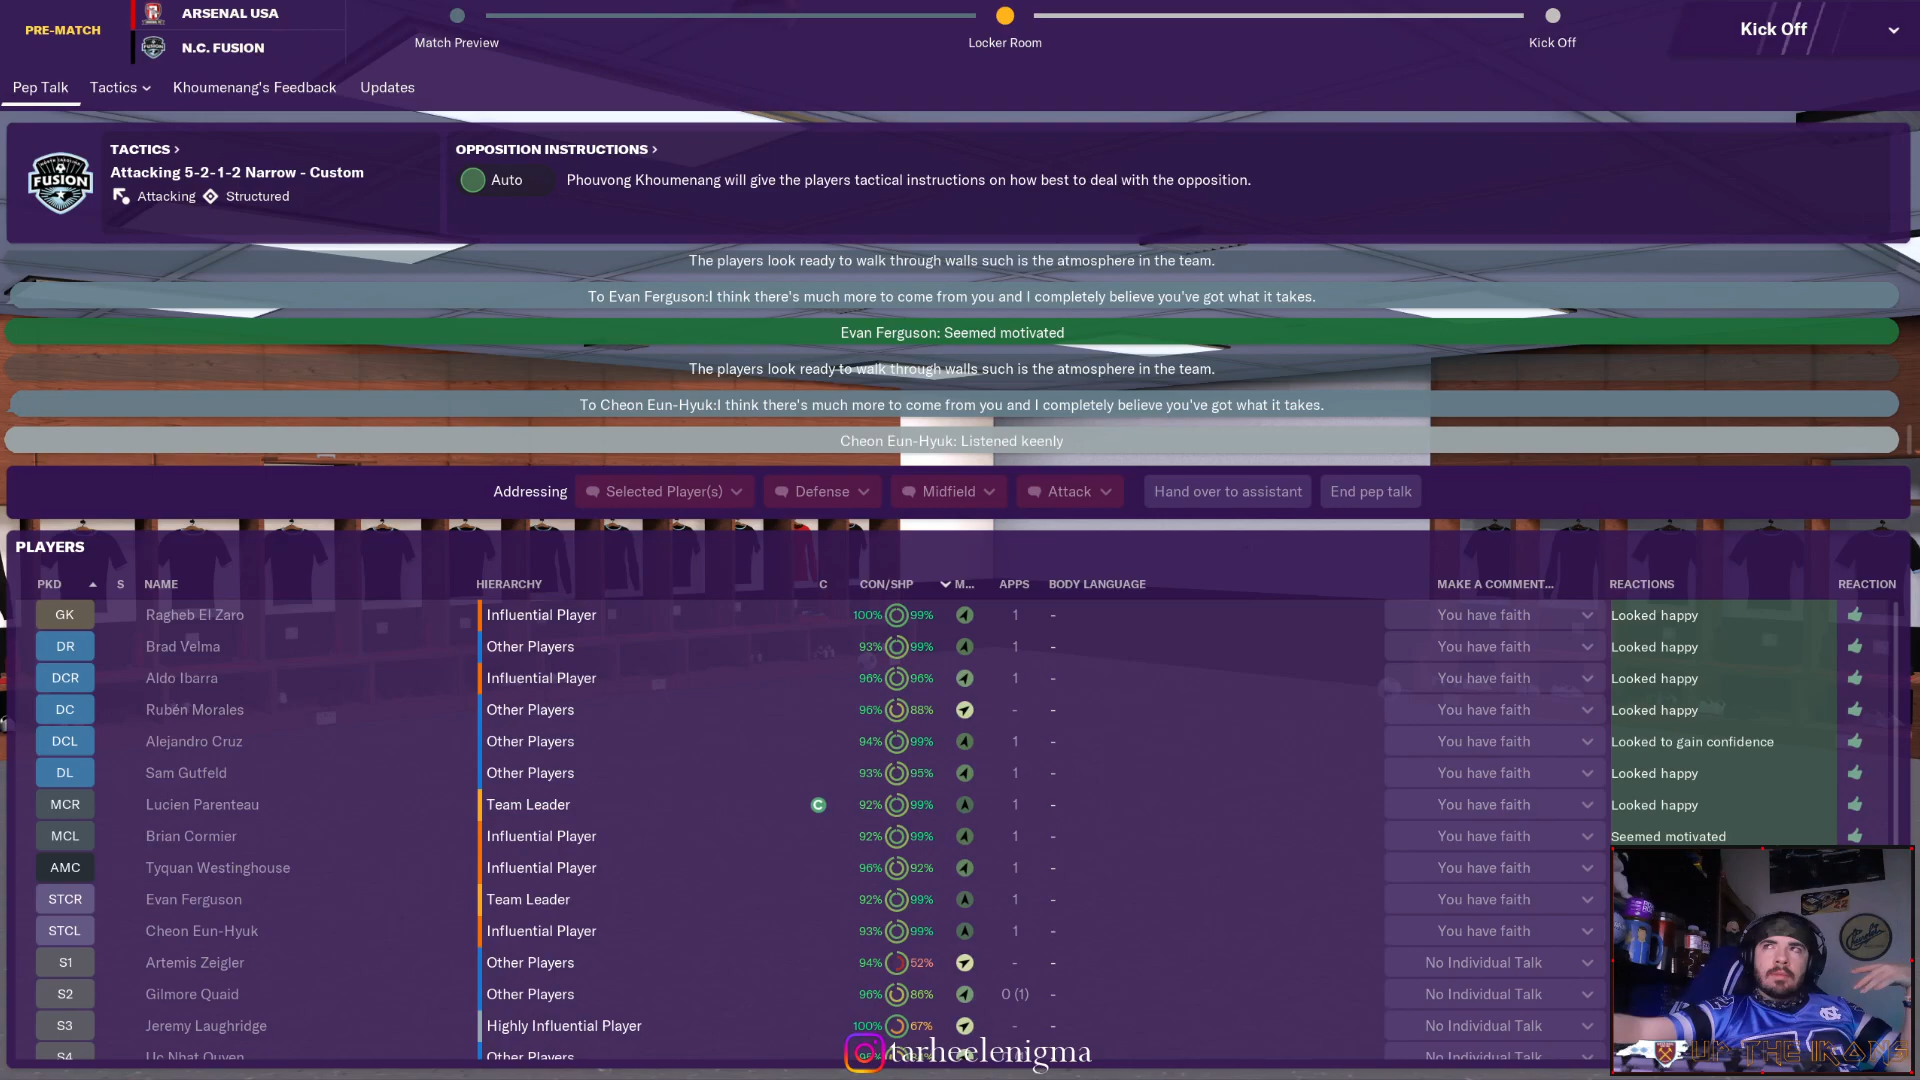 PRE-MATCH
ARSENAL USA
N.C. FUSION
Match Preview
Locker Room
Kick Off
Kick Off
Pep Talk Tactics Khoumenang's Feedback Updates
FUSION
TACTICS >
Attacking 5-2-1-2 Narrow - Custom
Attacking Structured
OPPOSITION INSTRUCTIONS >
Auto Phouvong Khoumenang will give the players tactical instructions on how best to deal with the opposition.
The players look ready to walk through walls such is the atmosphere in the team.
To Evan Ferguson:I think there's much more to come from you and I completely believe you've got what it takes.
Evan Ferguson: Seemed motivated
The players look ready to walk through walls such is the atmosphere in the team.
To Cheon Eun-Hyuk:I think there's much more to come from you and I completely believe you've got what it takes.
Cheon Eun-Hyuk: Listened keenly
Addressing Selected Player(s) Defense Midfield Attack Hand over to assistant End pep talk
PLAYERS
PKD S NAME HIERARCHY C CON/SHP M... APPS BODY LANGUAGE MAKE A COMMENT... REACTIONS REACTION
GK Ragheb El Zaro Influential Player 100% 99% 1 - You have faith Looked happy
DR Brad Velma Other Players 93% 99% 1 - You have faith Looked happy
DCR Aldo Ibarra Influential Player 96% 96% 1 - You have faith Looked happy
DC Rubén Morales Other Players 96% 88% - - You have faith Looked happy
DCL Alejandro Cruz Other Players 94% 99% 1 - You have faith Looked to gain confidence
DL Sam Gutfeld Other Players 93% 95% 1 - You have faith Looked happy
MCR Lucien Parenteau Team Leader C 92% 99% 1 - You have faith Looked happy
MCL Brian Cormier Influential Player 92% 99% 1 - You have faith Seemed motivated
AMC Tyquan Westinghouse Influential Player 96% 92% 1 - You have faith
STCR Evan Ferguson Team Leader 92% 99% 1 - You have faith
STCL Cheon Eun-Hyuk Influential Player 93% 99% 1 - You have faith
S1 Artemis Zeigler Other Players 94% 52% - - No Individual Talk
S2 Gilmore Quaid Other Players 96% 86% 0 (1) - No Individual Talk
S3 Jeremy Laughridge Highly Influential Player 100% 67% - - No Individual Talk
S4 Uc Nhat Quyen Other Players No Individual Talk
tarheelenigma
UP THE IRONS